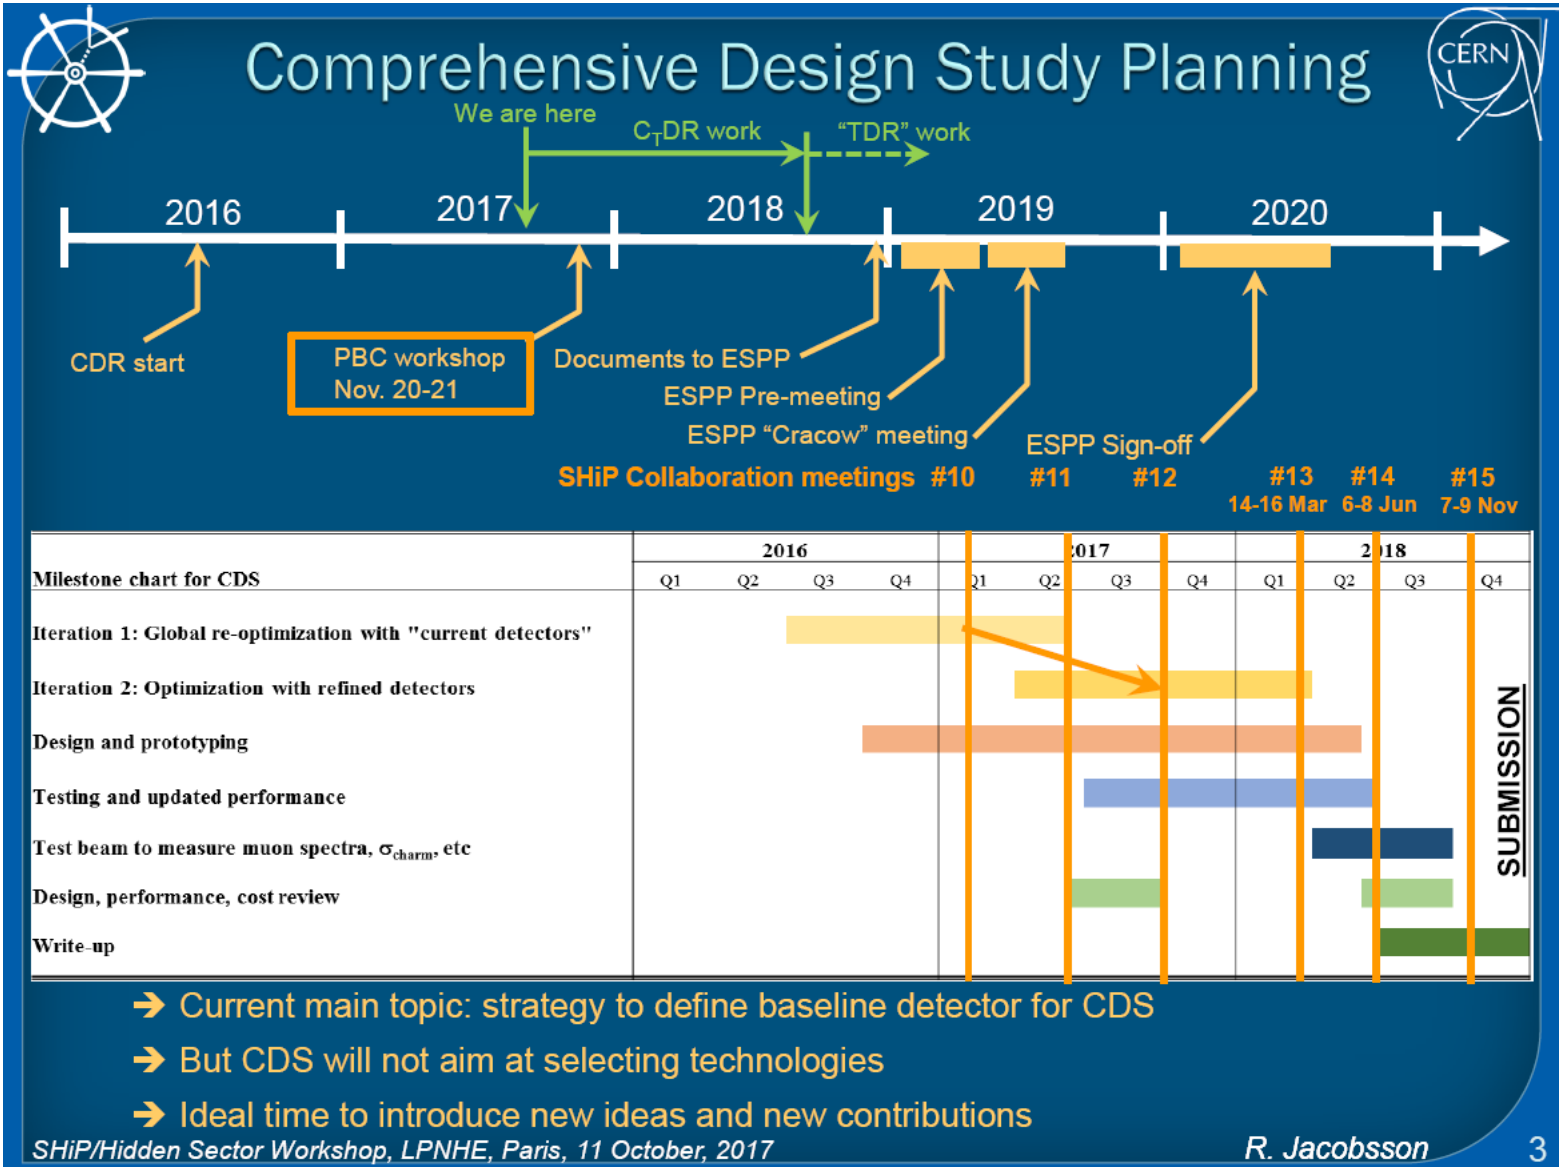 Comprehensive Design Study Planning
CERN
We are here
CTDR work
“TDR” work
2016
2017
2018
2019
2020
CDR start
PBC workshop
Nov. 20-21
Documents to ESPP
ESPP Pre-meeting
ESPP “Cracow” meeting
ESPP Sign-off
SHiP Collaboration meetings #10 #11 #12 #13 #14 #15
14-16 Mar 6-8 Jun 7-9 Nov
2016 2017 2018
Milestone chart for CDS Q1 Q2 Q3 Q4 Q1 Q2 Q3 Q4 Q1 Q2 Q3 Q4
Iteration 1: Global re-optimization with "current detectors"
Iteration 2: Optimization with refined detectors
Design and prototyping
Testing and updated performance
Test beam to measure muon spectra, σcharm, etc
Design, performance, cost review
Write-up
SUBMISSION
➔ Current main topic: strategy to define baseline detector for CDS
➔ But CDS will not aim at selecting technologies
➔ Ideal time to introduce new ideas and new contributions
SHiP/Hidden Sector Workshop, LPNHE, Paris, 11 October, 2017
R. Jacobsson
3